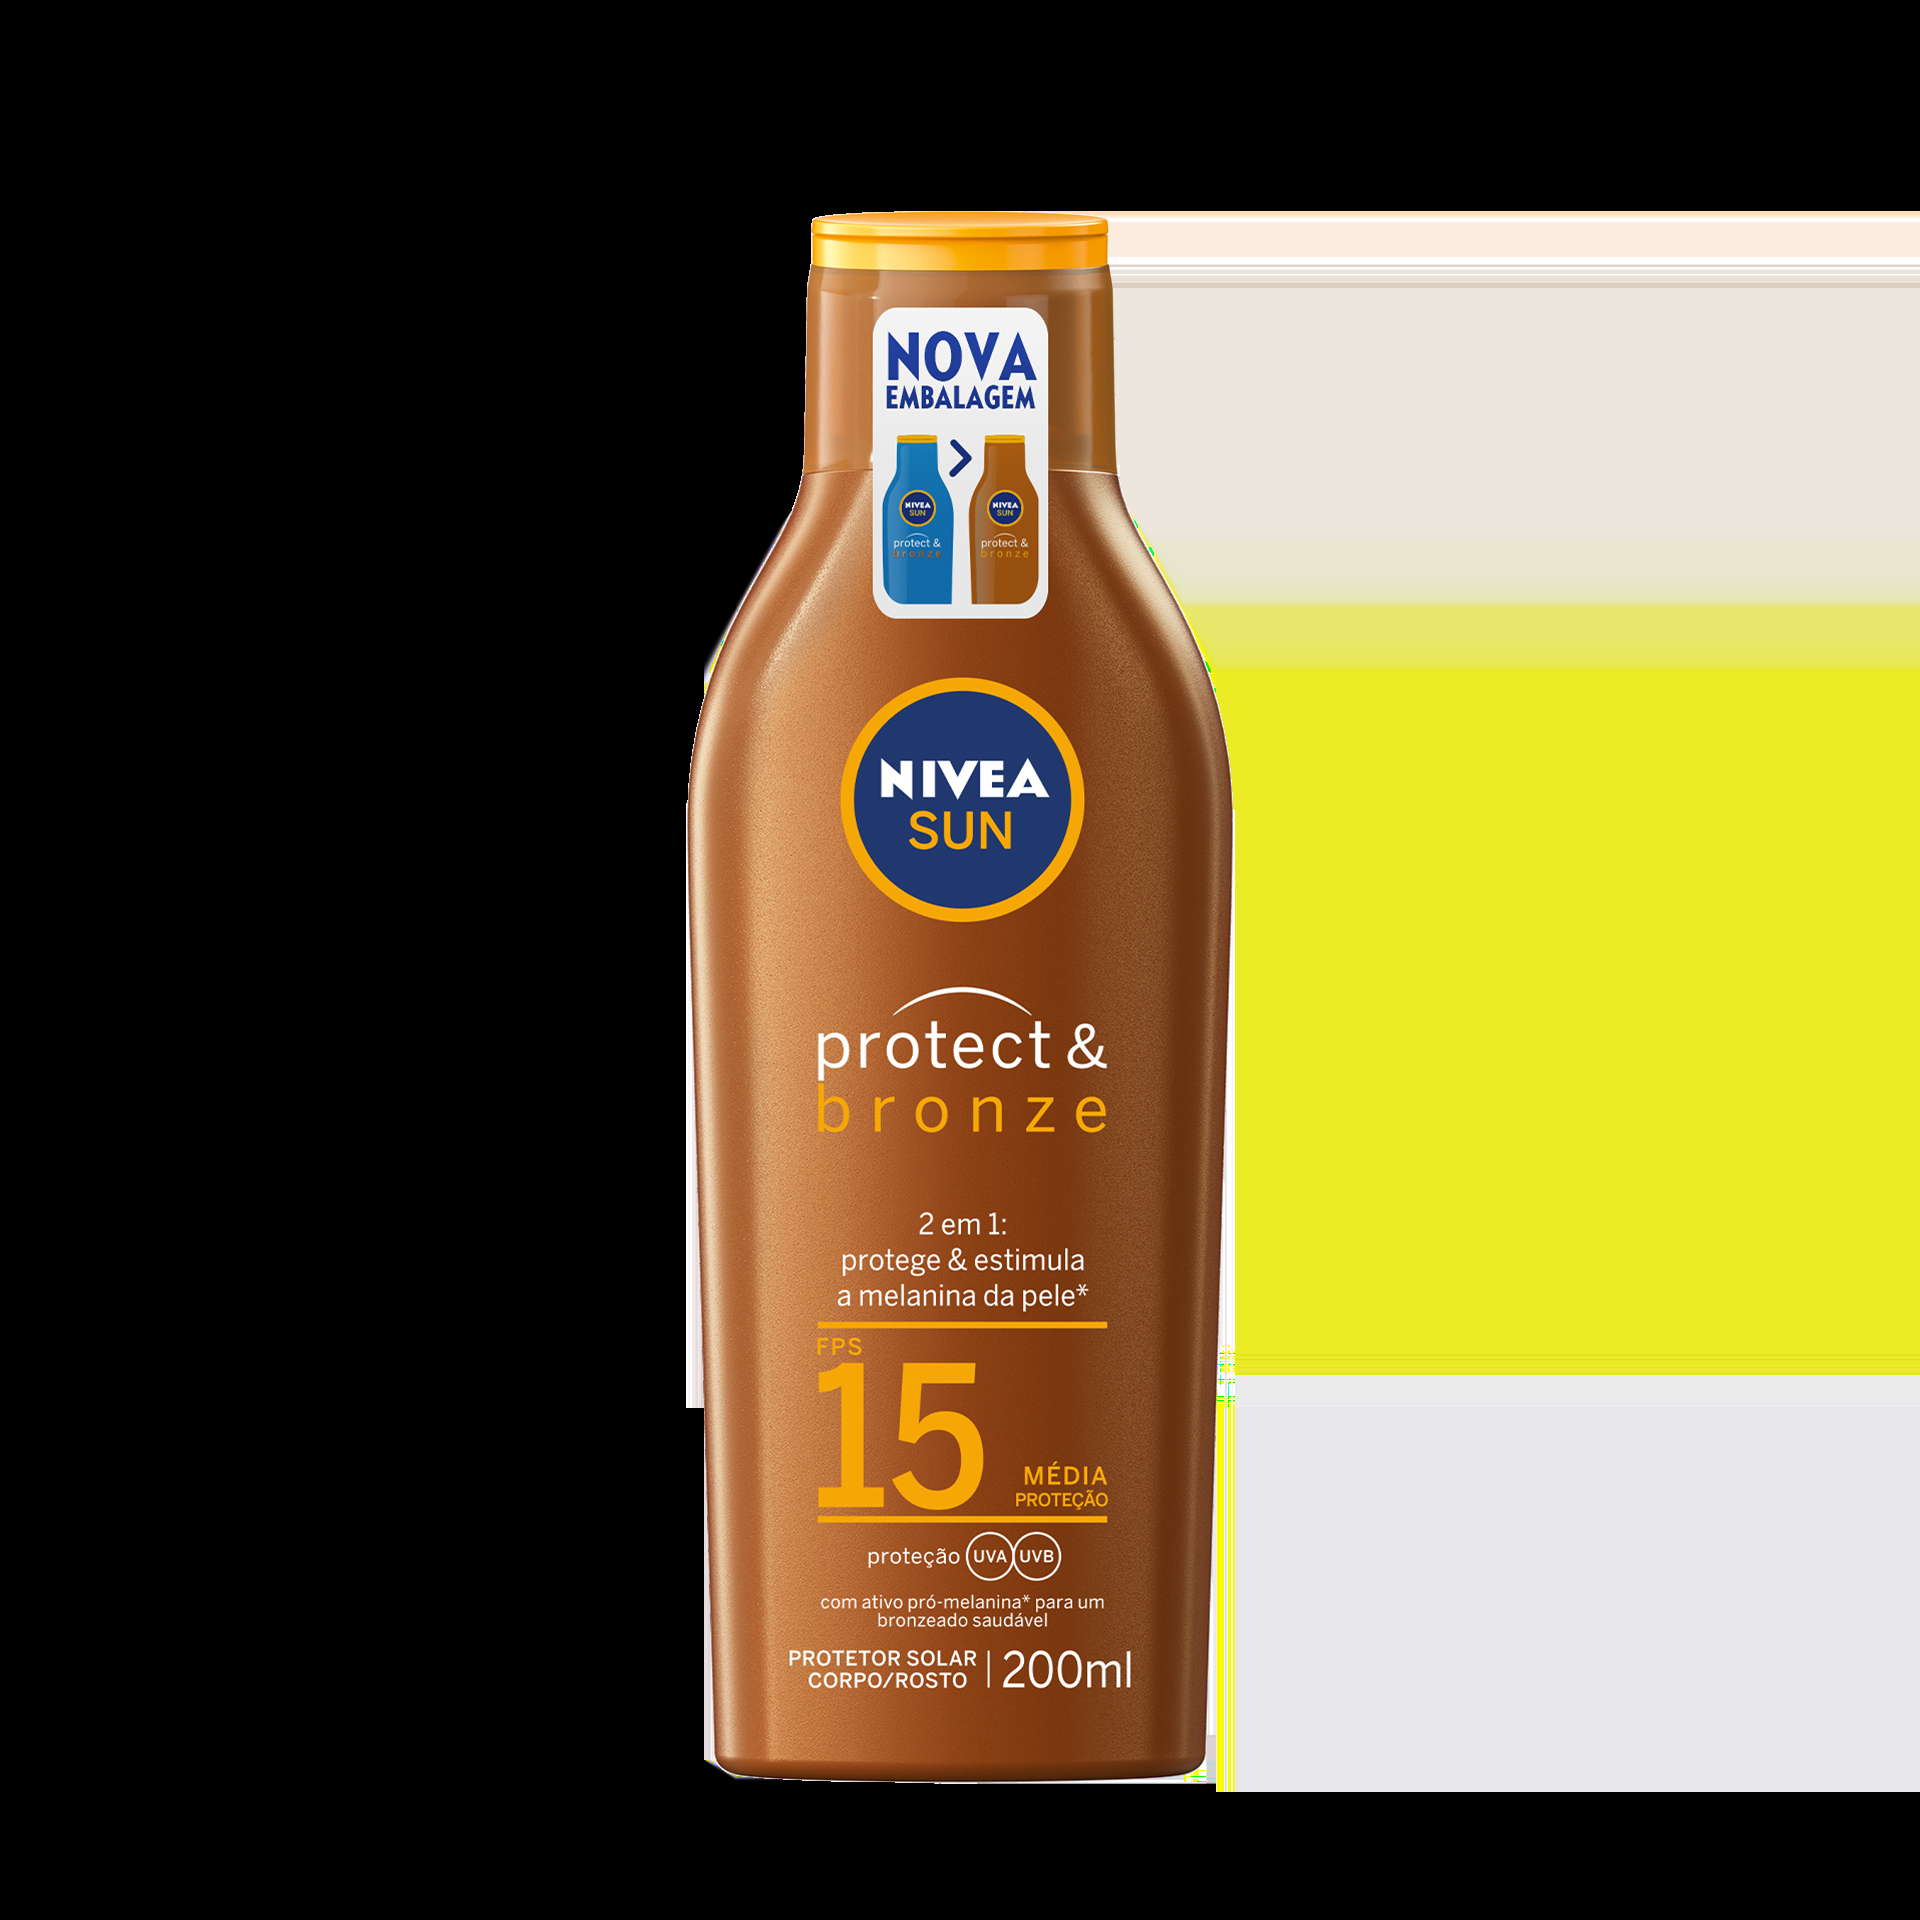 NOVA
EMBALAGEM
NIVEA
SUN
protect &
bronze
NIVEA
SUN
protect &
bronze
NIVEA
SUN
protect &
bronze
2 em 1:
protege & estimula
a melanina da pele*
FPS
15
MÉDIA
PROTEÇÃO
proteção UVA UVB
com ativo pró-melanina* para um
bronzeado saudável
PROTETOR SOLAR
CORPO/ROSTO
200ml